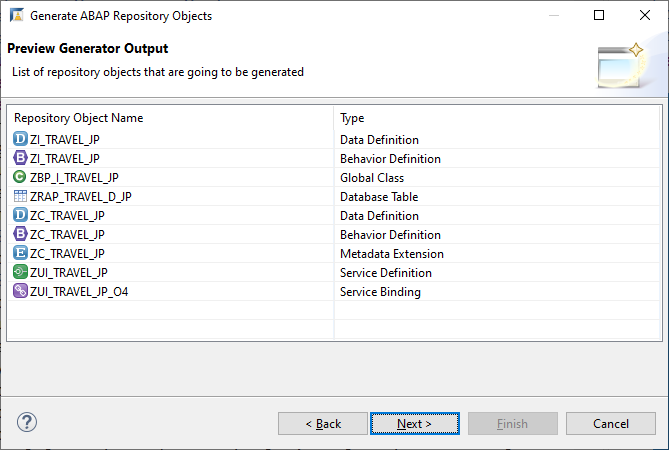 Generate ABAP Repository Objects
Preview Generator Output
List of repository objects that are going to be generated
Repository Object Name Type
D ZI_TRAVEL_JP Data Definition
B ZI_TRAVEL_JP Behavior Definition
C ZBP_I_TRAVEL_JP Global Class
ZRAP_TRAVEL_D_JP Database Table
D ZC_TRAVEL_JP Data Definition
B ZC_TRAVEL_JP Behavior Definition
E ZC_TRAVEL_JP Metadata Extension
ZUI_TRAVEL_JP Service Definition
ZUI_TRAVEL_JP_O4 Service Binding
? < Back Next > Finish Cancel